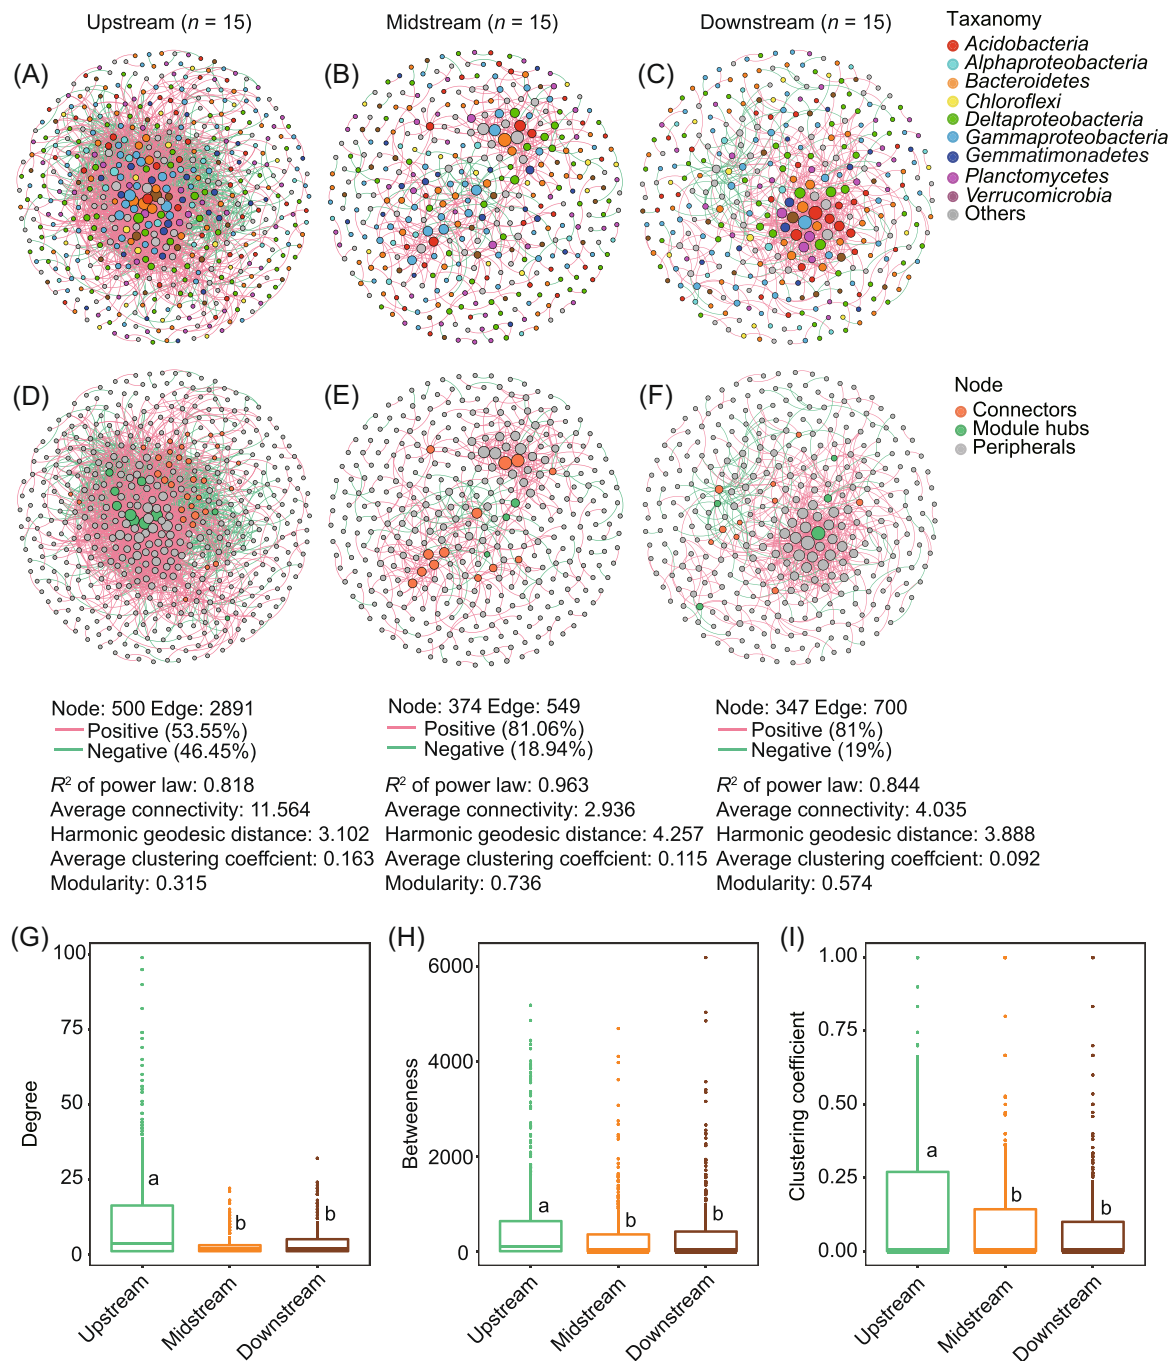 Upstream (n = 15)
Midstream (n = 15)
Downstream (n = 15)
Taxanomy
Acidobacteria
Alphaproteobacteria
Bacteroidetes
Chloroflexi
Deltaproteobacteria
Gammaproteobacteria
Gemmatimonadetes
Planctomycetes
Verrucomicrobia
Others
(A)
(B)
(C)
(D)
(E)
(F)
Node
Connectors
Module hubs
Peripherals
Node: 500 Edge: 2891
Positive (53.55%)
Negative (46.45%)
R² of power law: 0.818
Average connectivity: 11.564
Harmonic geodesic distance: 3.102
Average clustering coeffcient: 0.163
Modularity: 0.315
Node: 374 Edge: 549
Positive (81.06%)
Negative (18.94%)
R² of power law: 0.963
Average connectivity: 2.936
Harmonic geodesic distance: 4.257
Average clustering coeffcient: 0.115
Modularity: 0.736
Node: 347 Edge: 700
Positive (81%)
Negative (19%)
R² of power law: 0.844
Average connectivity: 4.035
Harmonic geodesic distance: 3.888
Average clustering coeffcient: 0.092
Modularity: 0.574
(G)
Degree
100
75
50
25
0
a
b
b
Upstream
Midstream
Downstream
(H)
Betweeness
6000
4000
2000
0
a
b
b
Upstream
Midstream
Downstream
(I)
Clustering coefficient
1.00
0.75
0.50
0.25
0.00
a
b
b
Upstream
Midstream
Downstream